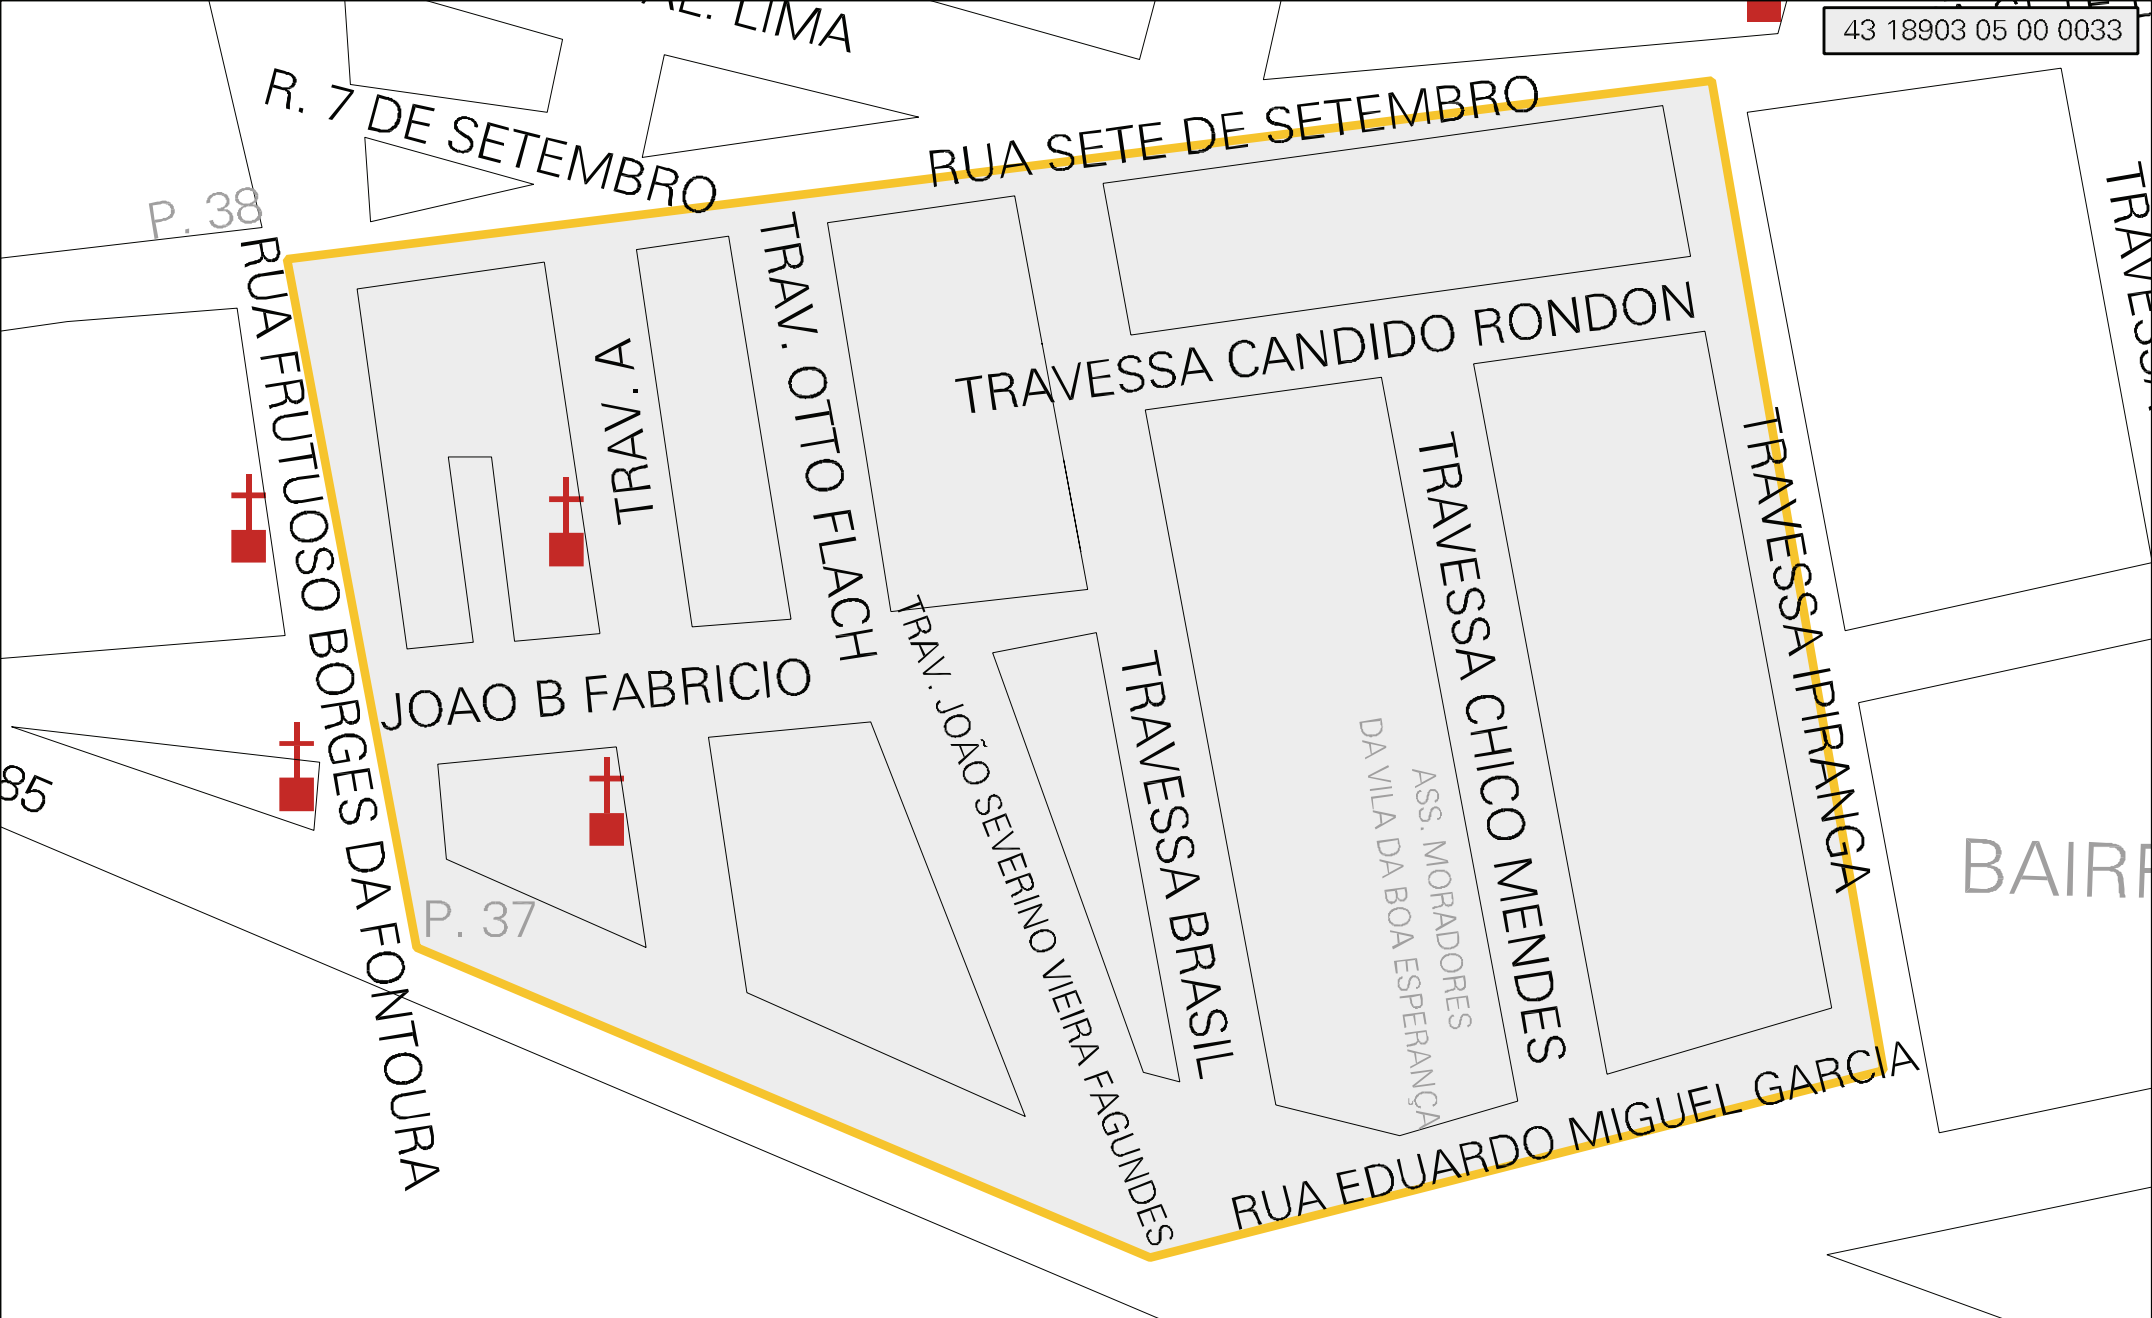 LIMA
43 18903 05 00 0033
R. 7 DE SETEMBRO
RUA SETE DE SETEMBRO
P. 38
RUA FRUTUOSO BORGES DA FONTOURA
TRAV. A
TRAV. OTTO FLACH
TRAVESSA CANDIDO RONDON
TRAVESSA CHICO MENDES
TRAVESSA IPIRANGA
JOAO B FABRICIO
TRAV. JOÃO SEVERINO VIEIRA FAGUNDES
TRAVESSA BRASIL
ASS. MORADORES
DA VILA DA BOA ESPERANÇA
85
P. 37
RUA EDUARDO MIGUEL GARCIA